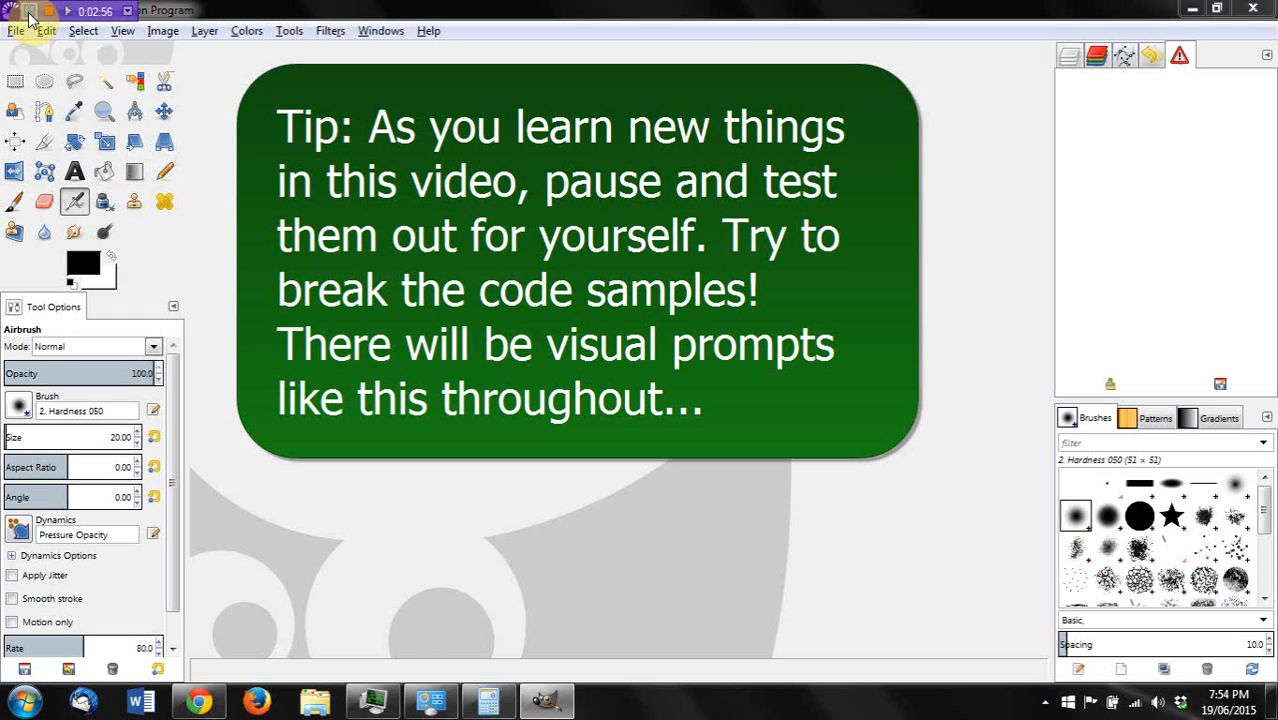 0:02:56
on Program
File Edit Select View Image Layer Colors Tools Filters Windows Help
Tip: As you learn new things
in this video, pause and test
them out for yourself. Try to
break the code samples!
There will be visual prompts
like this throughout...
Tool Options
Airbrush
Mode: Normal
Opacity 100.0
Brush
2. Hardness 050
Size 20.00
Aspect Ratio 0.00
Angle 0.00
Dynamics
Pressure Opacity
Dynamics Options
Apply Jitter
Smooth stroke
Motion only
Rate 80.0
Brushes Patterns Gradients
filter
2. Hardness 050 (51 × 51)
Basic,
Spacing 10.0
7:54 PM
19/06/2015